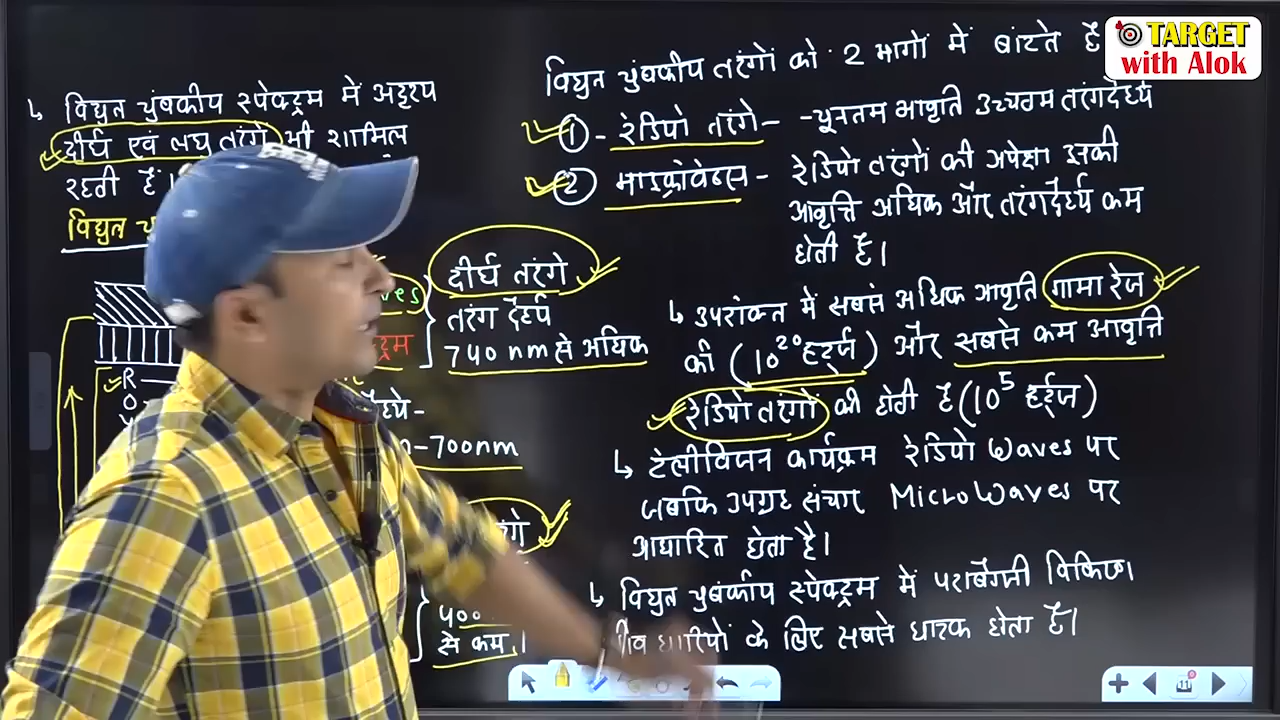 TARGET
with Alok
↳ विद्युत चुंबकीय स्पेक्ट्रम में अदृश्य
दीर्घ एवं लघु तरंगे भी शामिल
रहती हैं।
विद्युत
दीर्घ तरंगे
तरंग दैर्ध्य
740 nm से अधिक
R
O
-700nm
से कम।
विद्युत चुंबकीय तरंगों को 2 भागों में बांटते हैं
① - रेडियो तरंगे - - न्यूनतम आवृति उच्चतम तरंगदैर्ध्य
② माइक्रोवेव्स - रेडियो तरंगों की अपेक्षा इनकी
आवृत्ति अधिक और तरंगदैर्ध्य कम
होती है।
↳ उपरोक्त में सबसे अधिक आवृति गामा रेज
की (10²⁰ हर्ट्ज) और सबसे कम आवृत्ति
रेडियो तरंगों की होती है (10⁵ हर्ट्ज)
↳ टेलीविजन कार्यक्रम रेडियो Waves पर
जबकि उपग्रह संचार MicroWaves पर
आधारित होता है।
↳ विद्युत चुंबकीय स्पेक्ट्रम में पराबैंगनी विकिरण
धारियों के लिए सबसे घातक होता है।